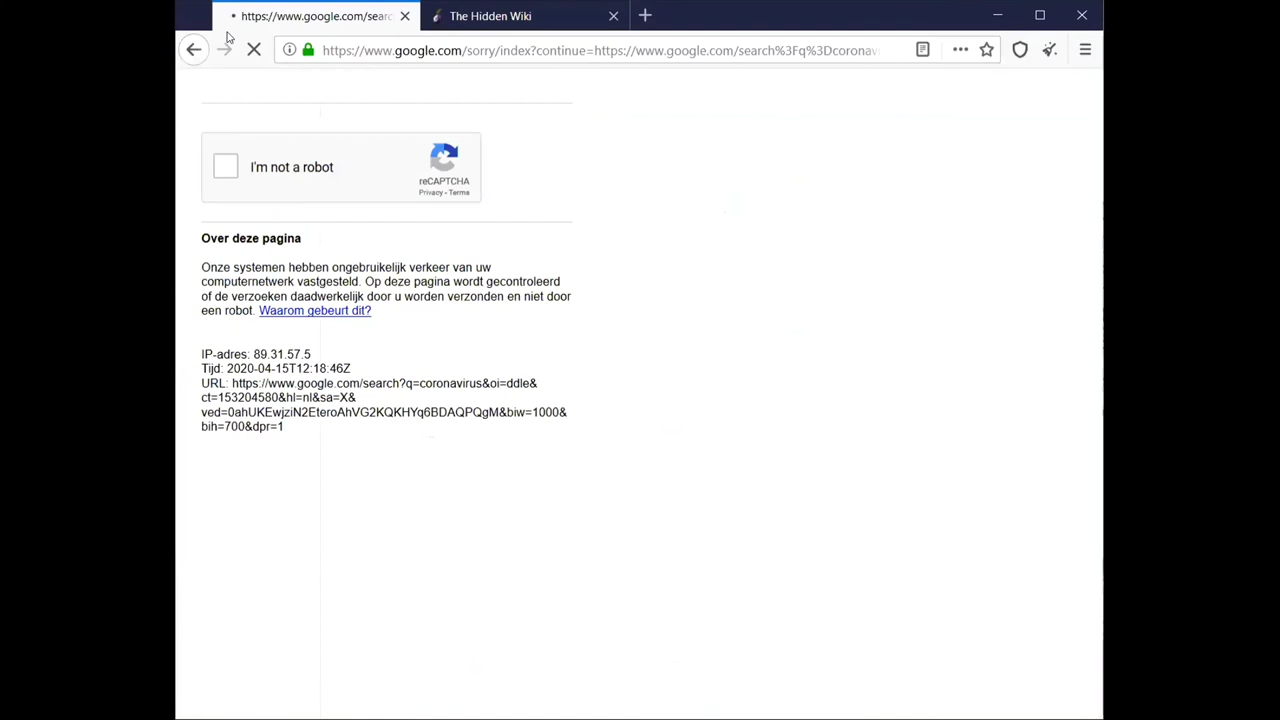 https://www.google.com/searc
The Hidden Wiki
https://www.google.com/sorry/index?continue=https://www.google.com/search%3Fq%3Dcoronav
I'm not a robot
reCAPTCHA
Privacy - Terms
Over deze pagina
Onze systemen hebben ongebruikelijk verkeer van uw
computernetwerk vastgesteld. Op deze pagina wordt gecontroleerd
of de verzoeken daadwerkelijk door u worden verzonden en niet door
een robot. Waarom gebeurt dit?
IP-adres: 89.31.57.5
Tijd: 2020-04-15T12:18:46Z
URL: https://www.google.com/search?q=coronavirus&oi=ddle&
ct=153204580&hl=nl&sa=X&
ved=0ahUKEwjziN2EteroAhVG2KQKHYq6BDAQPQgM&biw=1000&
bih=700&dpr=1